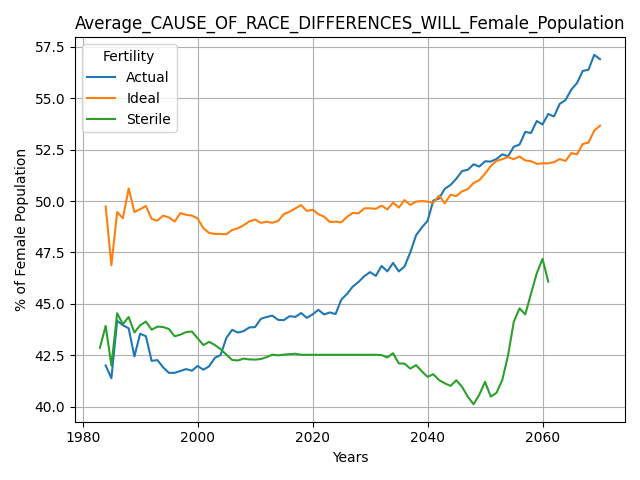 Average_CAUSE_OF_RACE_DIFFERENCES_WILL_Female_Population
57.5
55.0
52.5
50.0
47.5
45.0
42.5
40.0
% of Female Population
Fertility
Actual
Ideal
Sterile
1980
2000
2020
2040
2060
Years